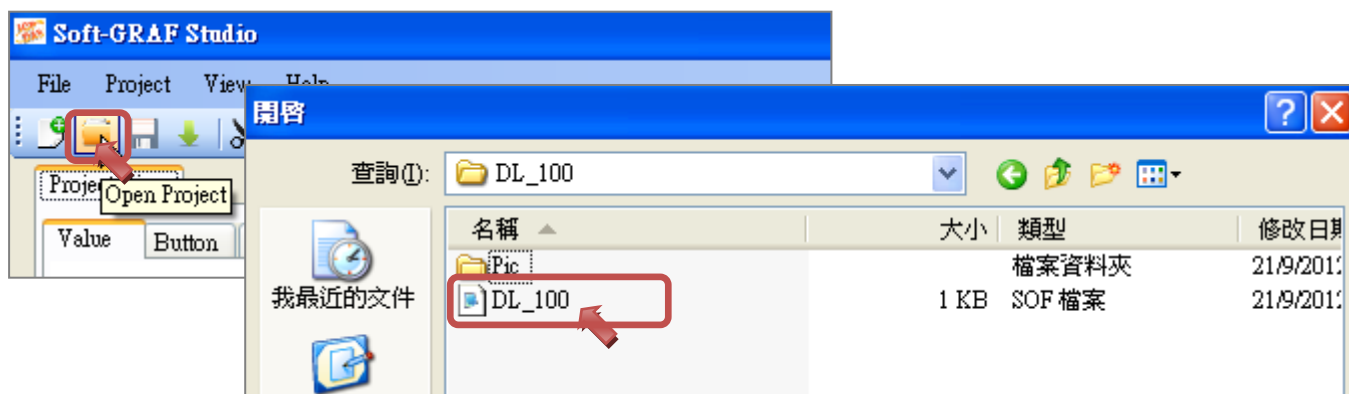 Soft-GRAF Studio
File Project View Help
開啓
Project
Open Project
Value Button
查詢(I): DL_100
名稱 大小 類型 修改日期
Pic 檔案資料夾 21/9/2012
DL_100 1 KB SOF 檔案 21/9/2012
我最近的文件